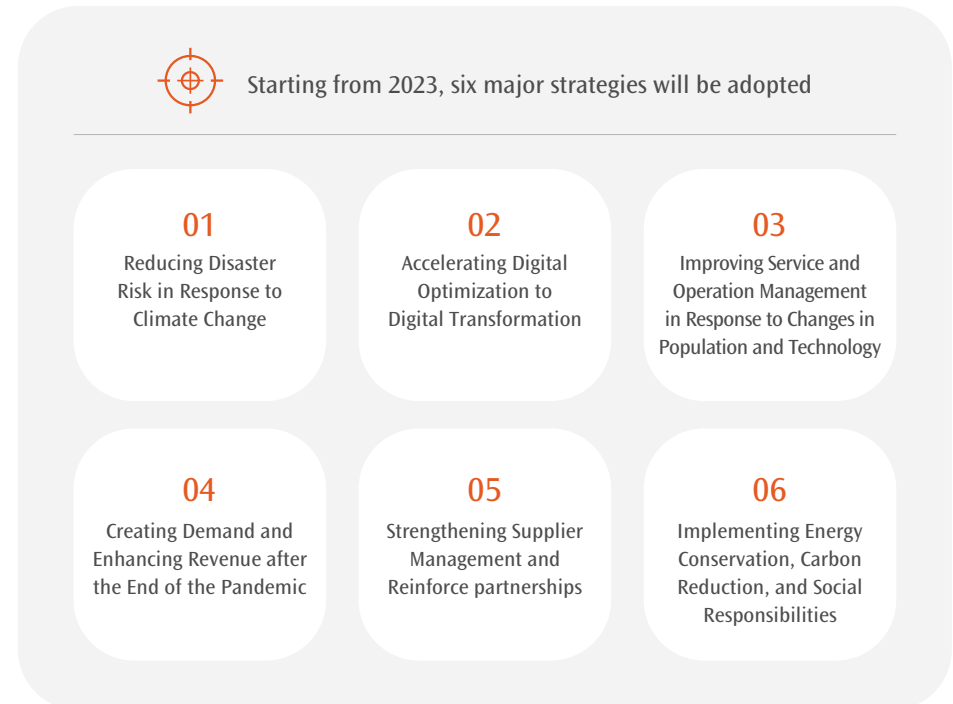 Starting from 2023, six major strategies will be adopted
01
Reducing Disaster
Risk in Response to
Climate Change
02
Accelerating Digital
Optimization to
Digital Transformation
03
Improving Service and
Operation Management
in Response to Changes in
Population and Technology
04
Creating Demand and
Enhancing Revenue after
the End of the Pandemic
05
Strengthening Supplier
Management and
Reinforce partnerships
06
Implementing Energy
Conservation, Carbon
Reduction, and Social
Responsibilities